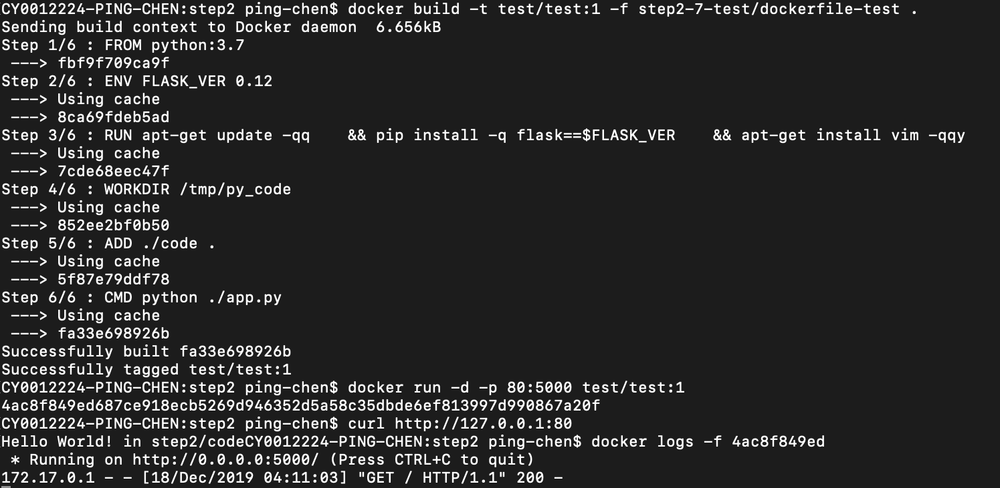 CY0012224-PING-CHEN:step2 ping-chen$ docker build -t test/test:1 -f step2-7-test/dockerfile-test .
Sending build context to Docker daemon  6.656kB
Step 1/6 : FROM python:3.7
 ---> fbf9f709ca9f
Step 2/6 : ENV FLASK_VER 0.12
 ---> Using cache
 ---> 8ca69fdeb5ad
Step 3/6 : RUN apt-get update -qq    && pip install -q flask==$FLASK_VER    && apt-get install vim -qqy
 ---> Using cache
 ---> 7cde68eec47f
Step 4/6 : WORKDIR /tmp/py_code
 ---> Using cache
 ---> 852ee2bf0b50
Step 5/6 : ADD ./code .
 ---> Using cache
 ---> 5f87e79ddf78
Step 6/6 : CMD python ./app.py
 ---> Using cache
 ---> fa33e698926b
Successfully built fa33e698926b
Successfully tagged test/test:1
CY0012224-PING-CHEN:step2 ping-chen$ docker run -d -p 80:5000 test/test:1
4ac8f849ed687ce918ecb5269d946352d5a58c35dbde6ef813997d990867a20f
CY0012224-PING-CHEN:step2 ping-chen$ curl http://127.0.0.1:80
Hello World! in step2/codeCY0012224-PING-CHEN:step2 ping-chen$ docker logs -f 4ac8f849ed
 * Running on http://0.0.0.0:5000/ (Press CTRL+C to quit)
172.17.0.1 - - [18/Dec/2019 04:11:03] "GET / HTTP/1.1" 200 -